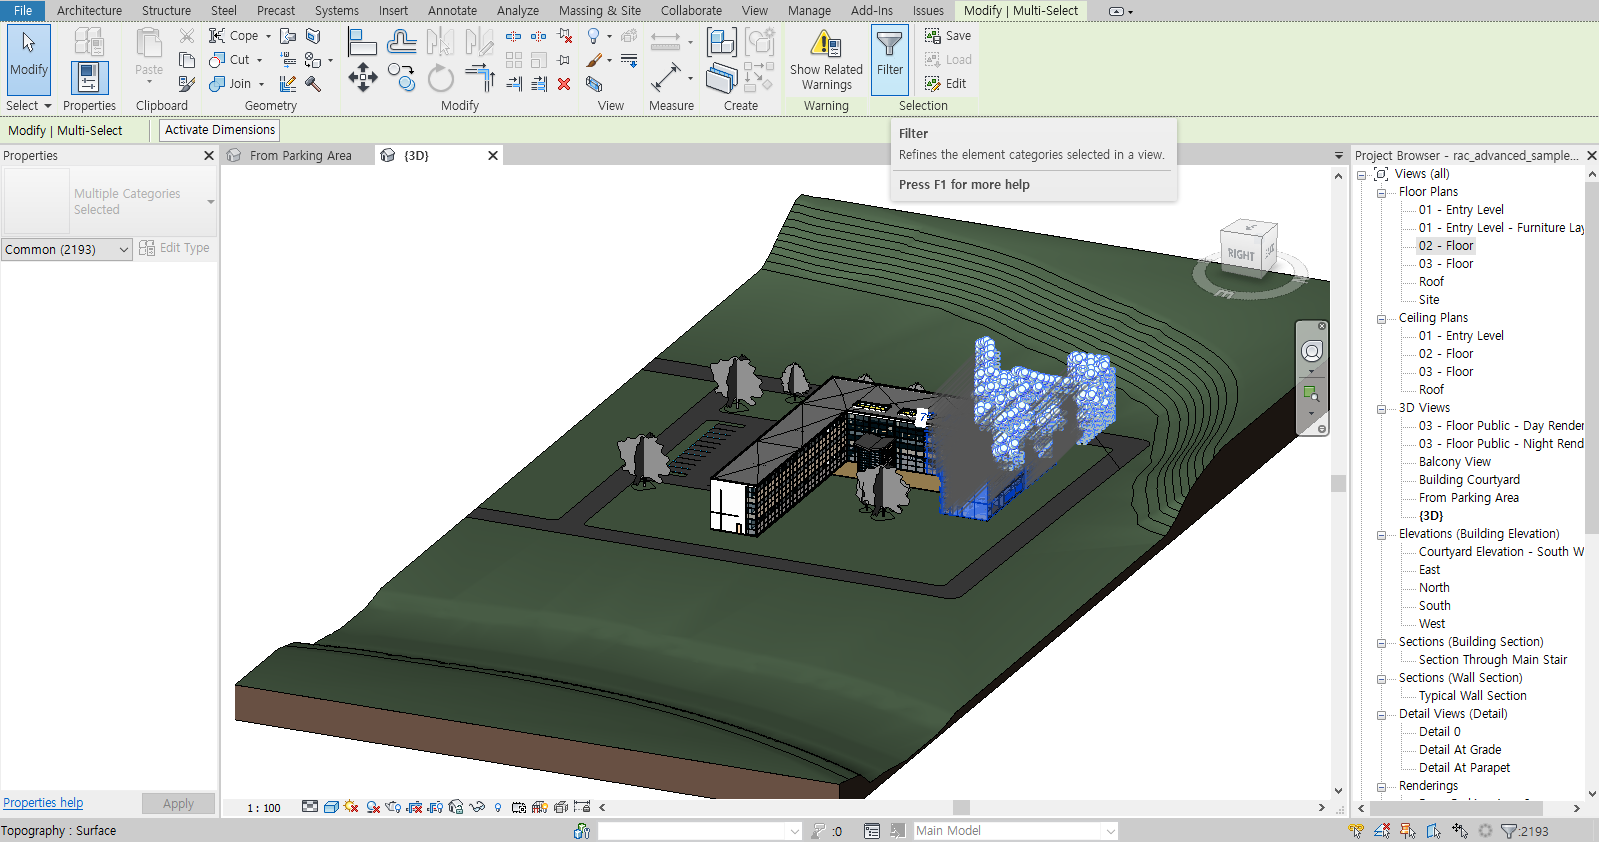 File Architecture Structure Steel Precast Systems Insert Annotate Analyze Massing & Site Collaborate View Manage Add-Ins Issues Modify | Multi-Select
Modify
Select
Properties
Paste
Clipboard
Cope
Cut
Join
Geometry
Modify
View
Measure
Create
Show Related
Warnings
Warning
Filter
Save
Load
Edit
Selection
Modify | Multi-Select
Activate Dimensions
Filter
Refines the element categories selected in a view.
Press F1 for more help
Properties
Multiple Categories
Selected
Common (2193)
Edit Type
Properties help
Apply
From Parking Area
{3D}
RIGHT
1 : 100
Project Browser - rac_advanced_sample...
Views (all)
Floor Plans
01 - Entry Level
01 - Entry Level - Furniture Lay
02 - Floor
03 - Floor
Roof
Site
Ceiling Plans
01 - Entry Level
02 - Floor
03 - Floor
Roof
3D Views
03 - Floor Public - Day Render
03 - Floor Public - Night Rend
Balcony View
Building Courtyard
From Parking Area
{3D}
Elevations (Building Elevation)
Courtyard Elevation - South W
East
North
South
West
Sections (Building Section)
Section Through Main Stair
Sections (Wall Section)
Typical Wall Section
Detail Views (Detail)
Detail 0
Detail At Grade
Detail At Parapet
Renderings
Topography : Surface
:0
Main Model
:2193